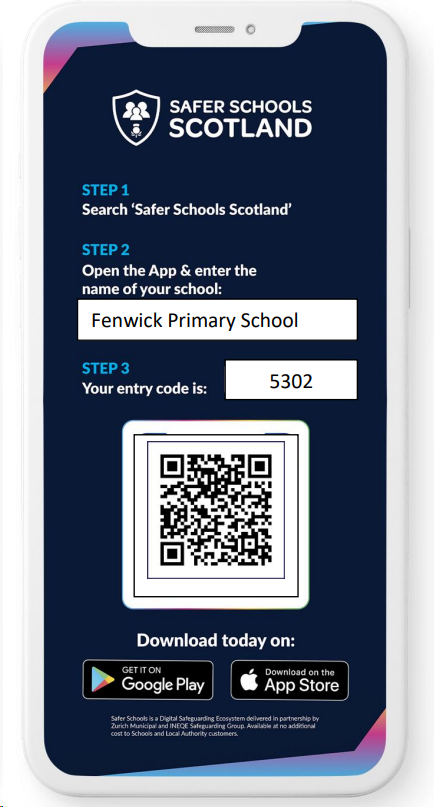 SAFER SCHOOLS
SCOTLAND
STEP 1
Search ‘Safer Schools Scotland’
STEP 2
Open the App & enter the
name of your school:
Fenwick Primary School
STEP 3
Your entry code is:
5302
Download today on:
GET IT ON
Google Play
Download on the
App Store
Safer Schools is a Digital Safeguarding Ecosystem delivered in partnership by
Zurich Municipal and INEQE Safeguarding Group. Available at no additional
cost to Schools and Local Authority customers.